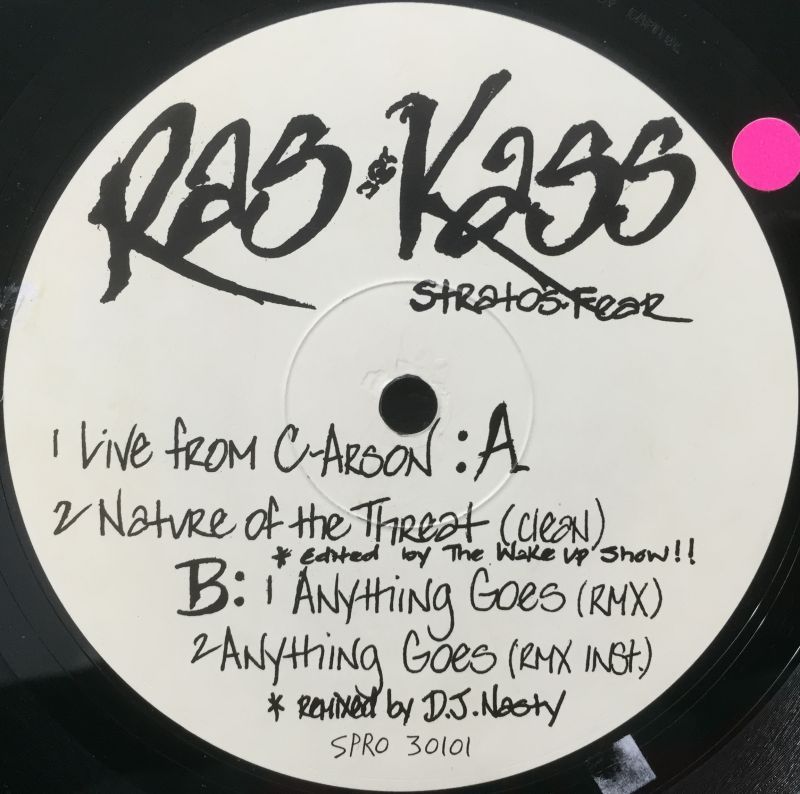 Ras Kass
Stratos-Fear
1 Live from C-Arson : A
2 Nature of the Threat (clean)
* Edited by The Wake up Show!!
B: 1 Anything Goes (RMX)
2 Anything Goes (RMX INST.)
* remixed by D.J. Nasty
SPRO 30101